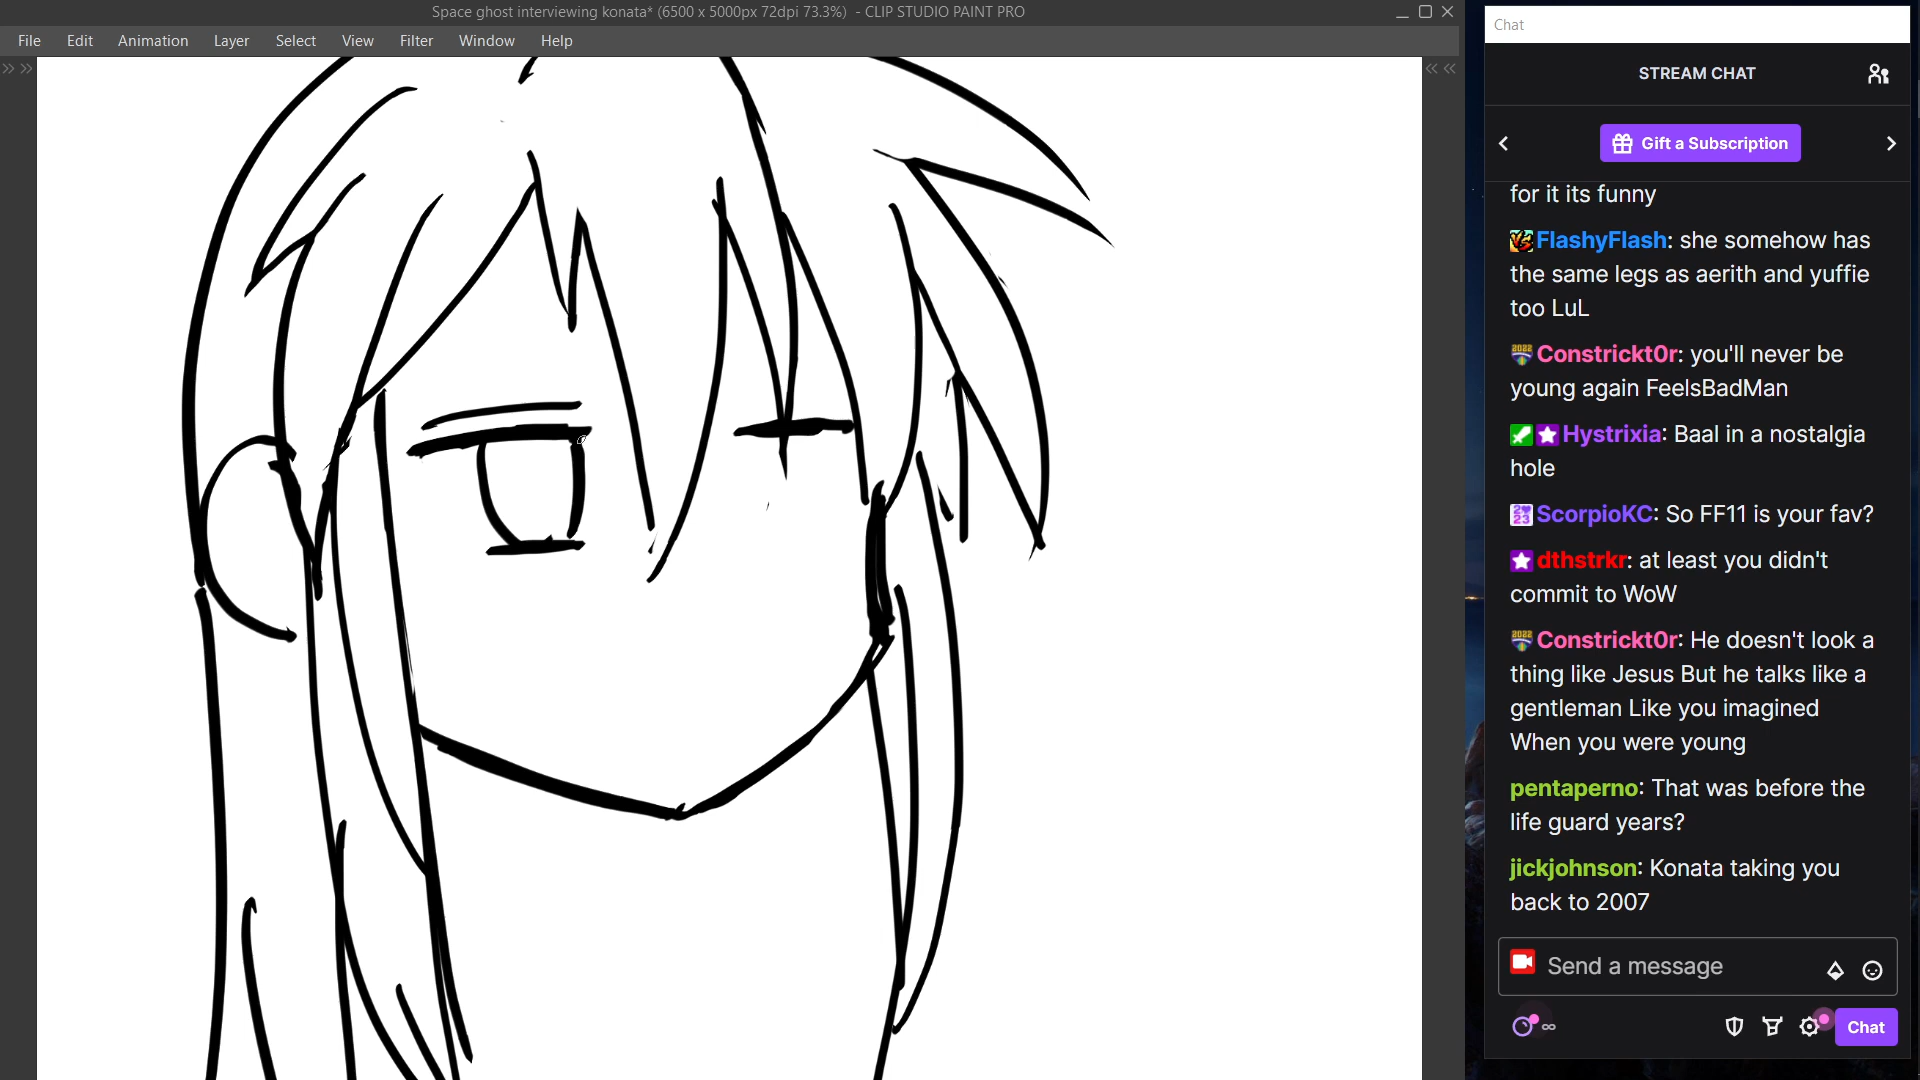 Space ghost interviewing konata* (6500 x 5000px 72dpi 73.3%) - CLIP STUDIO PAINT PRO
File Edit Animation Layer Select View Filter Window Help
Chat
STREAM CHAT
Gift a Subscription
for it its funny
FlashyFlash: she somehow has
the same legs as aerith and yuffie
too LuL
2022 Constrickt0r: you'll never be
young again FeelsBadMan
Hystrixia: Baal in a nostalgia
hole
ScorpioKC: So FF11 is your fav?
dthstrkr: at least you didn't
commit to WoW
2022 Constrickt0r: He doesn't look a
thing like Jesus But he talks like a
gentleman Like you imagined
When you were young
pentaperno: That was before the
life guard years?
jickjohnson: Konata taking you
back to 2007
Send a message
∞
Chat